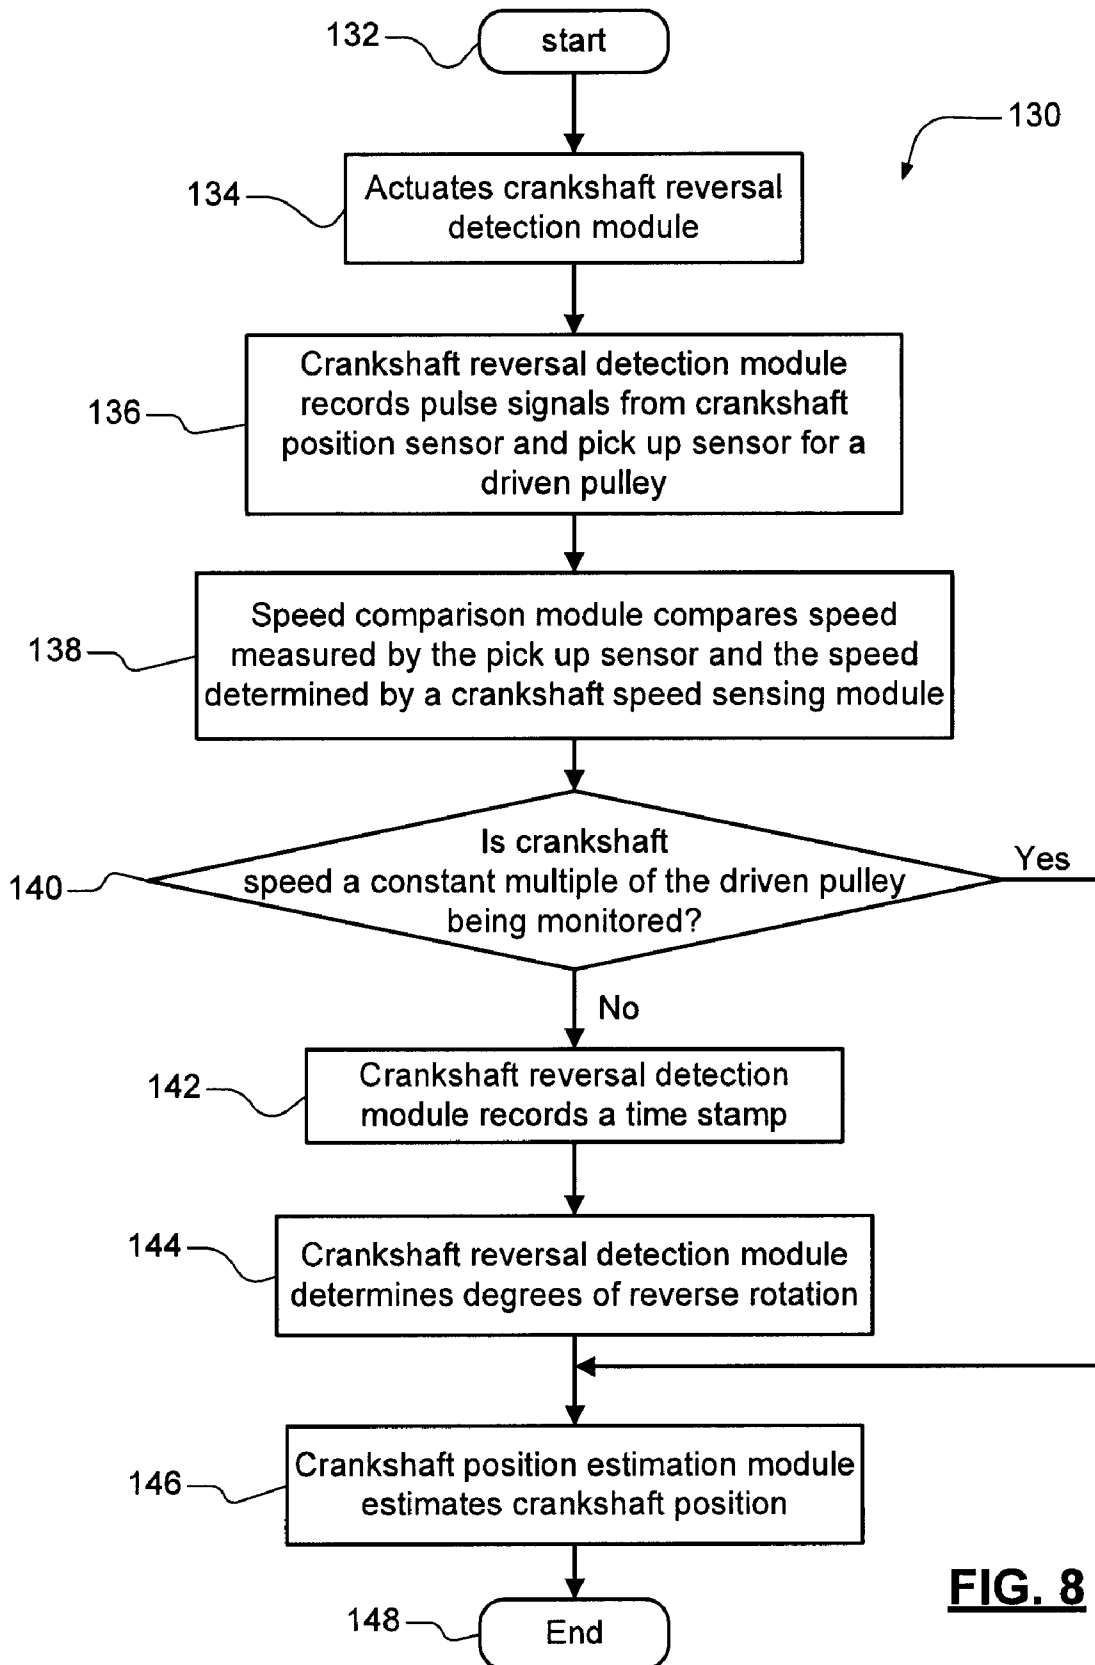 132
start
130
134
Actuates crankshaft reversal
detection module
136
Crankshaft reversal detection module
records pulse signals from crankshaft
position sensor and pick up sensor for a
driven pulley
138
Speed comparison module compares speed
measured by the pick up sensor and the speed
determined by a crankshaft speed sensing module
140
Is crankshaft
speed a constant multiple of the driven pulley
being monitored?
Yes
No
142
Crankshaft reversal detection
module records a time stamp
144
Crankshaft reversal detection module
determines degrees of reverse rotation
146
Crankshaft position estimation module
estimates crankshaft position
148
End
FIG. 8